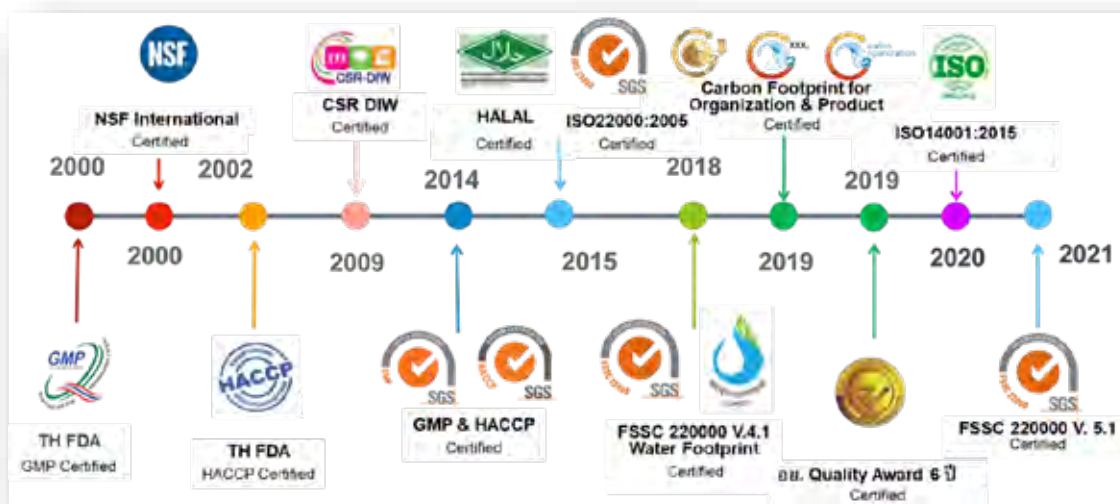 NSF
NSF International
Certified
CSR-DIW
CSR DIW
Certified
HALAL
Certified
SGS
ISO22000:2005
Certified
Carbon Footprint for
Organization & Product
Certified
ISO
ISO14001:2015
Certified
2000
2002
2014
2018
2019
2000
2009
2015
2019
2020
2021
GMP
TH FDA
GMP Certified
HACCP
TH FDA
HACCP Certified
SGS
HACCP
SGS
GMP & HACCP
Certified
SGS
FSSC 220000 V.4.1
Water Footprint
Certified
อย. Quality Award 6 ปี
Certified
SGS
FSSC 220000 V. 5.1
Certified